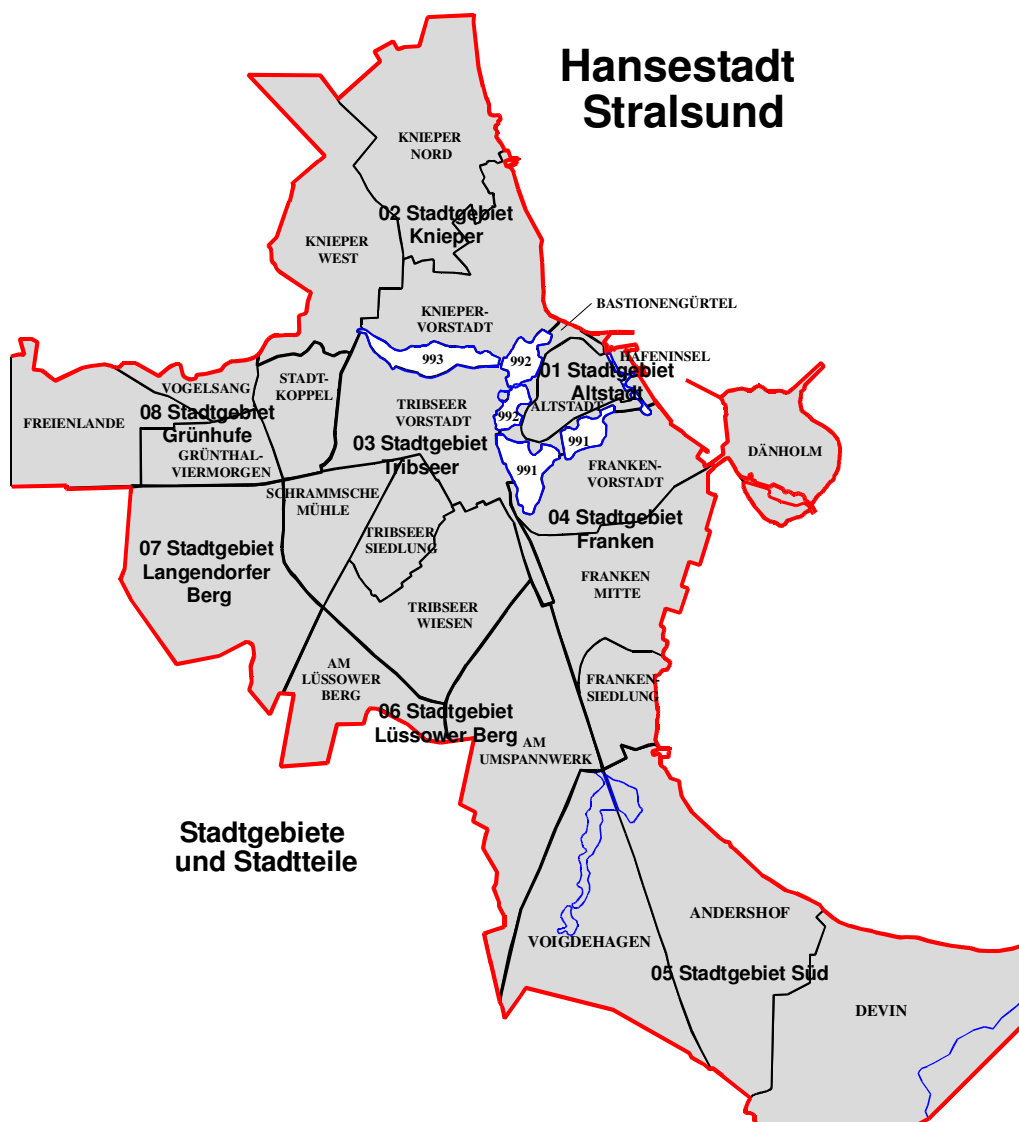 Hansestadt
Stralsund
KNIEPER
NORD
02 Stadtgebiet
Knieper
KNIEPER
WEST
KNIEPER-
VORSTADT
BASTIONENGÜRTEL
HAFENINSEL
993
992
01 Stadtgebiet
Altstadt
ALTSTADT
992
991
991
VOGELSANG
STADT-
KOPPEL
FREIENLANDE
08 Stadtgebiet
Grünhufe
GRÜNTHAL-
VIERMORGEN
TRIBSEER
VORSTADT
03 Stadtgebiet
Tribseer
FRANKEN-
VORSTADT
DÄNHOLM
SCHRAMMSCHE
MÜHLE
04 Stadtgebiet
Franken
TRIBSEER
SIEDLUNG
07 Stadtgebiet
Langendorfer
Berg
FRANKEN
MITTE
TRIBSEER
WIESEN
AM
LÜSSOWER
BERG
FRANKEN-
SIEDLUNG
06 Stadtgebiet
Lüssower Berg
AM
UMSPANNWERK
Stadtgebiete
und Stadtteile
ANDERSHOF
VOIGDEHAGEN
05 Stadtgebiet Süd
DEVIN